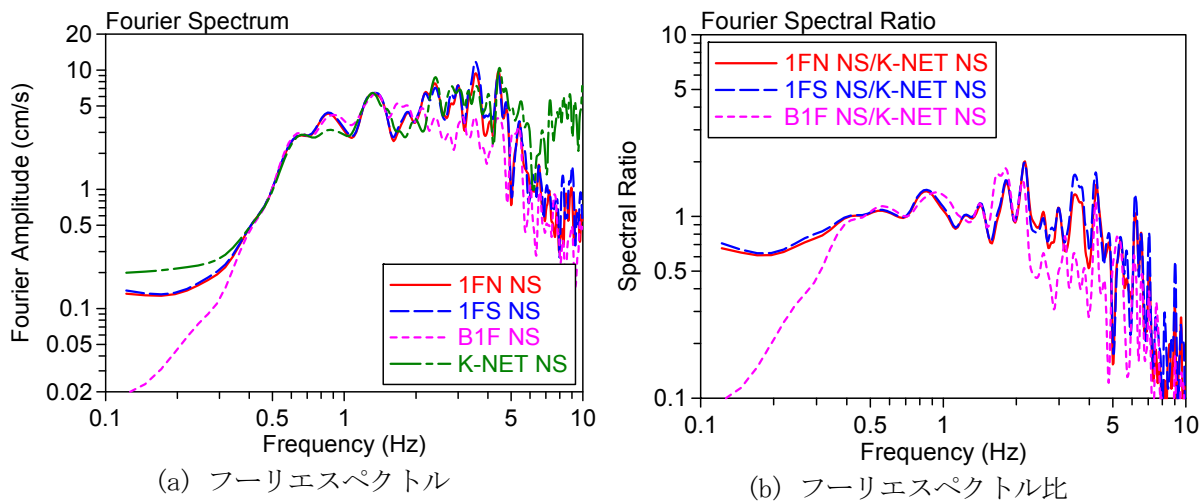 Fourier Spectrum
20
10
5
1
0.5
0.1
0.05
0.02
Fourier Amplitude (cm/s)
1FN NS
1FS NS
B1F NS
K-NET NS
0.1
0.5
1
5
10
Frequency (Hz)
(a) フーリエスペクトル
Fourier Spectral Ratio
10
5
1
0.5
0.1
Spectral Ratio
1FN NS/K-NET NS
1FS NS/K-NET NS
B1F NS/K-NET NS
0.1
0.5
1
5
10
Frequency (Hz)
(b) フーリエスペクトル比